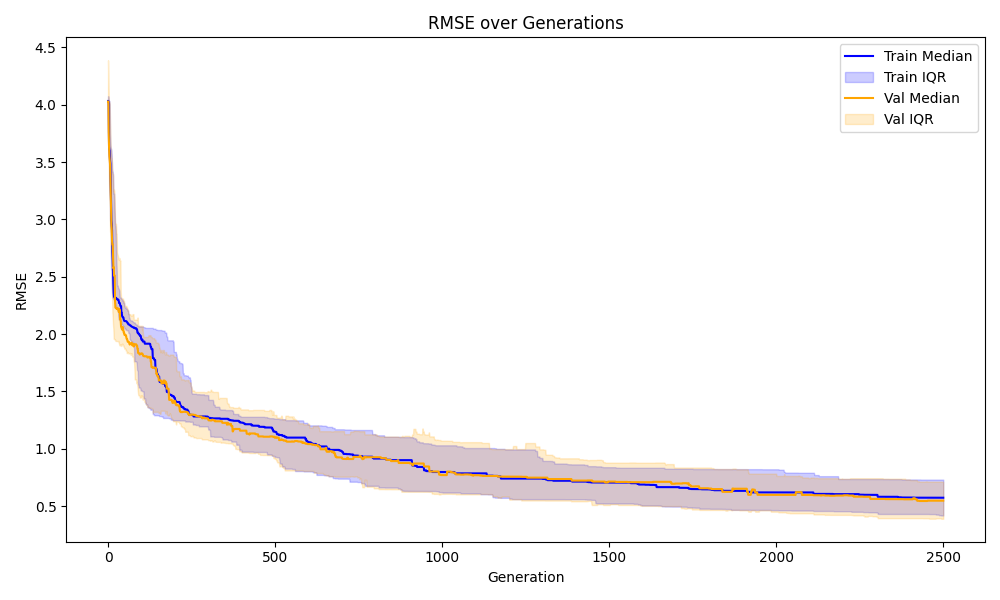 RMSE over Generations
Train Median
Train IQR
Val Median
Val IQR
RMSE
4.5
4.0
3.5
3.0
2.5
2.0
1.5
1.0
0.5
0
500
1000
1500
2000
2500
Generation